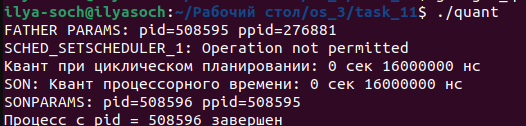 ilya-soch@ilyasoch:~/Рабочий стол/os_3/task_11$ ./quant
FATHER PARAMS: pid=508595 ppid=276881
SCHED_SETSCHEDULER_1: Operation not permitted
Квант при циклическом планировании: 0 сек 16000000 нс
SON: Квант процессорного времени: 0 сек 16000000 нс
SONPARAMS: pid=508596 ppid=508595
Процесс с pid = 508596 завершен